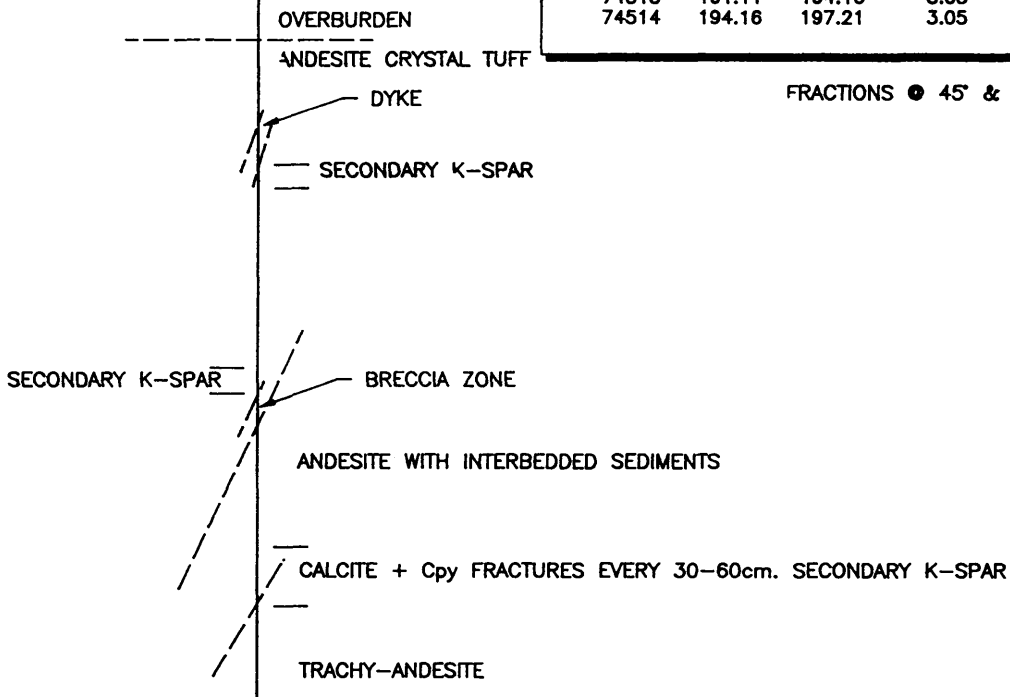 OVERBURDEN
74514 194.16 197.21 3.05
ANDESITE CRYSTAL TUFF
DYKE
FRACTIONS @ 45° &
SECONDARY K-SPAR
SECONDARY K-SPAR
BRECCIA ZONE
ANDESITE WITH INTERBEDDED SEDIMENTS
CALCITE + Cpy FRACTURES EVERY 30-60cm. SECONDARY K-SPAR
TRACHY-ANDESITE